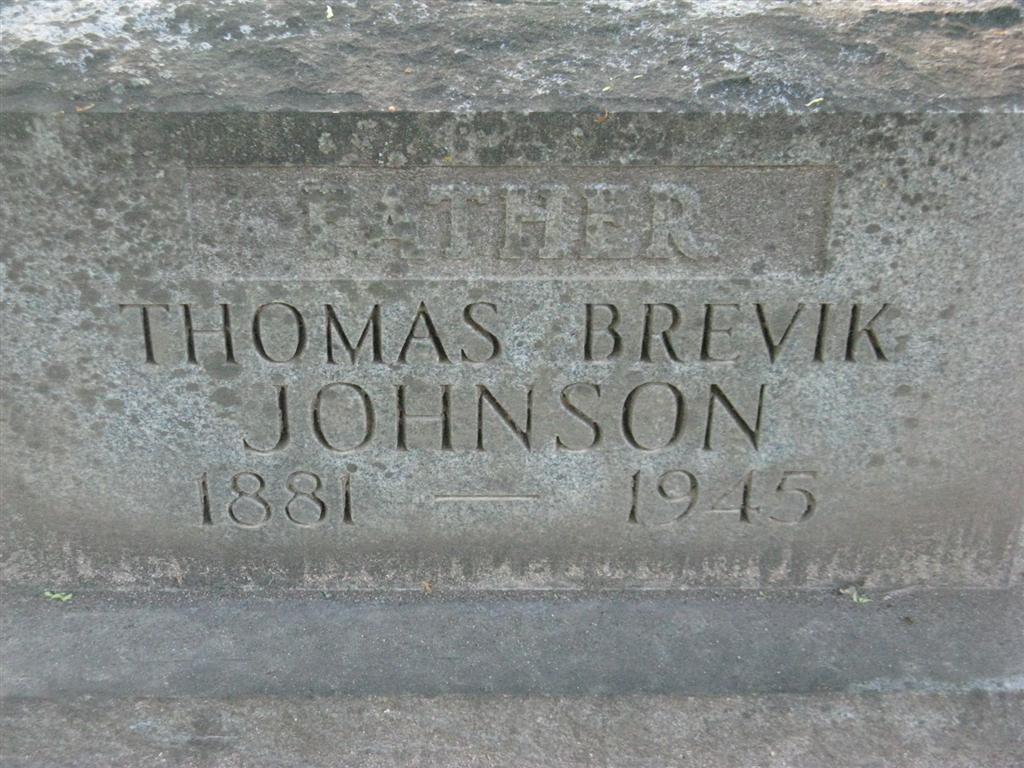 FATHER
THOMAS BREVIK
JOHNSON
1881 — 1945